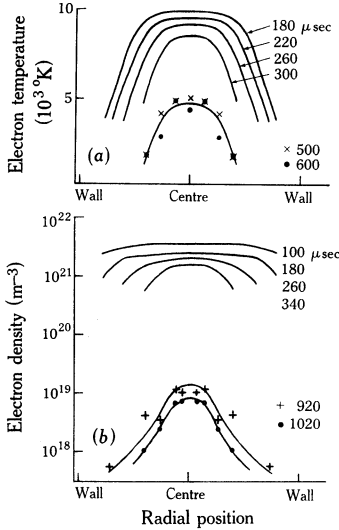 Electron temperature
(10³ °K)
10
5
180 μsec
220
260
300
(a)
× 500
• 600
Wall
Centre
Wall
Electron density (m–3)
10²²
10²¹
10²⁰
10¹⁹
10¹⁸
100 μsec
180
260
340
(b)
+ 920
• 1020
Wall
Centre
Wall
Radial position